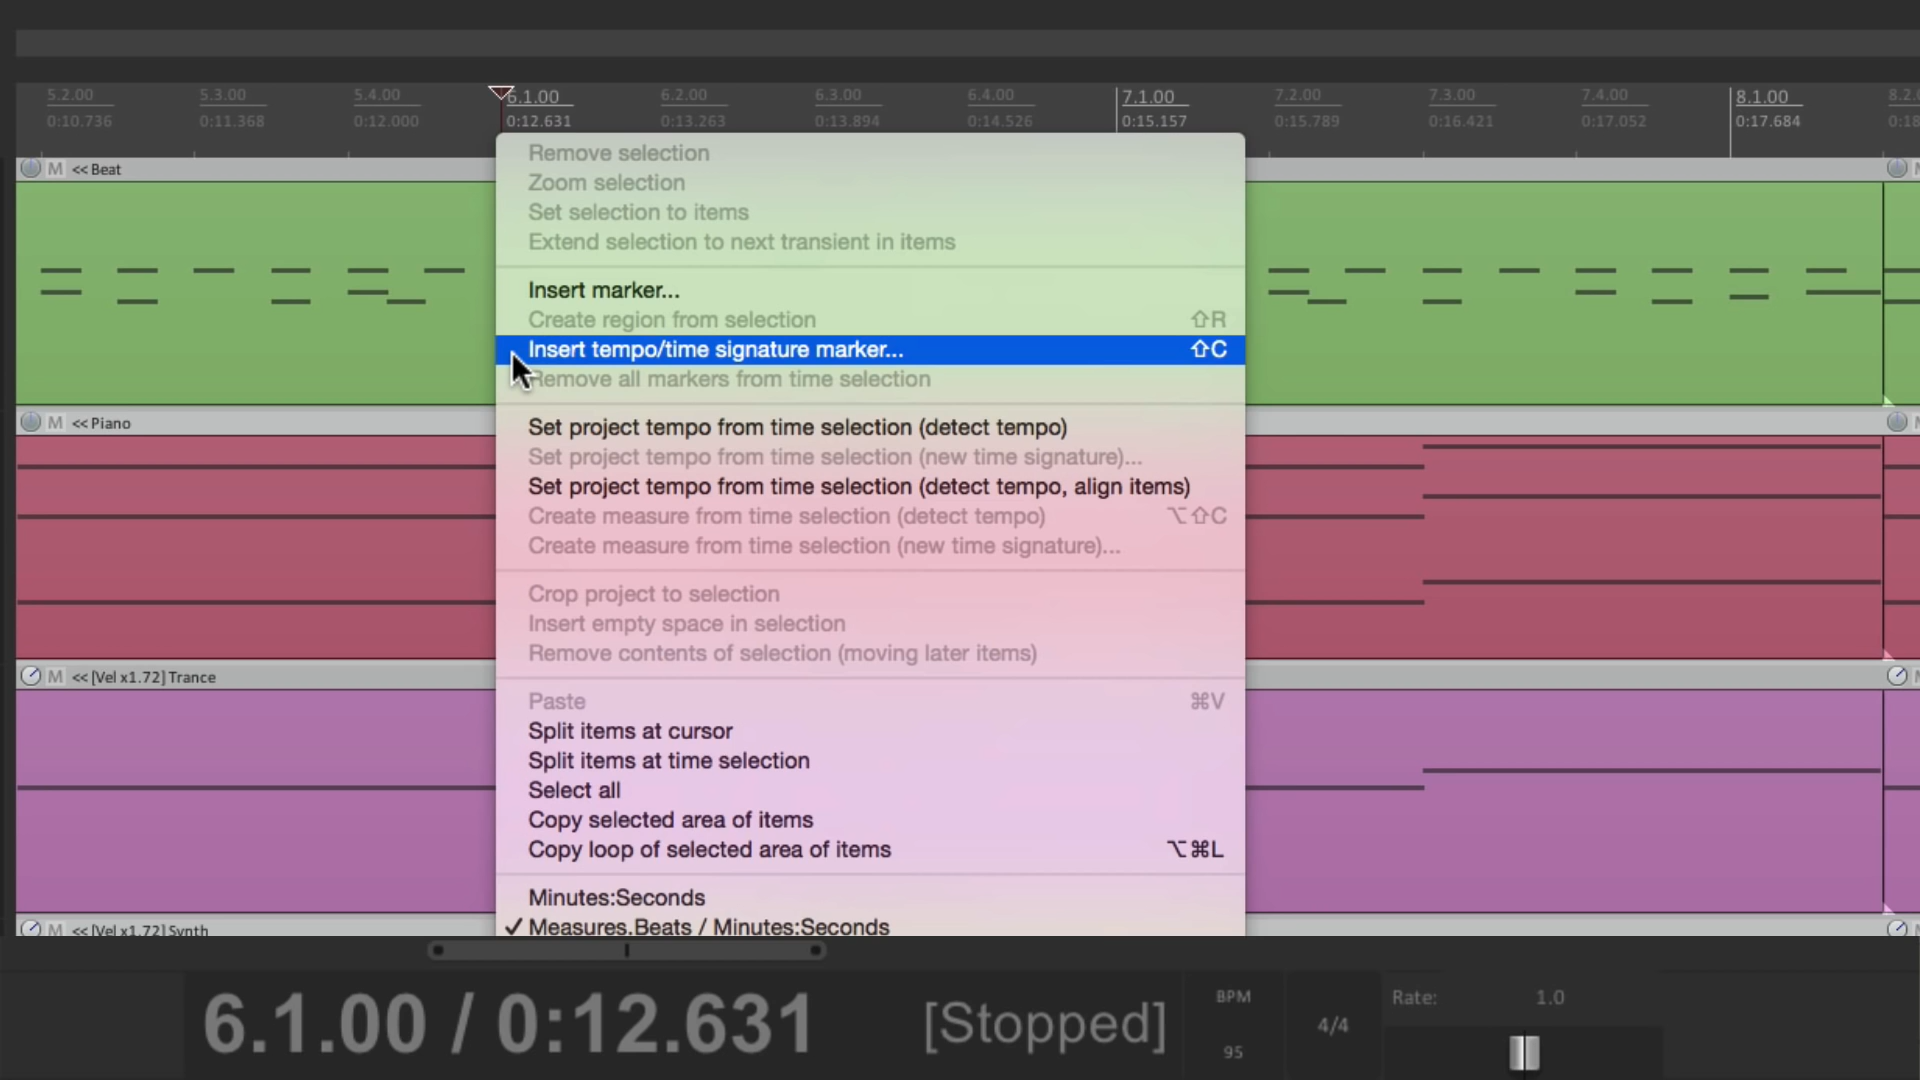 5.2.00 5.3.00 5.4.00 6.1.00 6.2.00 6.3.00 6.4.00 7.1.00 7.2.00 7.3.00 7.4.00 8.1.00
0:10.736 0:11.368 0:12.000 0:12.631 0:13.263 0:13.894 0:14.526 0:15.157 0:15.789 0:16.421 0:17.052 0:17.684
Remove selection
M << Beat
Zoom selection
Set selection to items
Extend selection to next transient in items
Insert marker...
Create region from selection ⇧R
Insert tempo/time signature marker... ⇧C
Remove all markers from time selection
M << Piano
Set project tempo from time selection (detect tempo)
Set project tempo from time selection (new time signature)...
Set project tempo from time selection (detect tempo, align items)
Create measure from time selection (detect tempo) ⌥⇧C
Create measure from time selection (new time signature)...
Crop project to selection
Insert empty space in selection
Remove contents of selection (moving later items)
M << [Vel x1.72] Trance
Paste ⌘V
Split items at cursor
Split items at time selection
Select all
Copy selected area of items
Copy loop of selected area of items ⌥⌘L
Minutes:Seconds
✓ Measures.Beats / Minutes:Seconds
M << [Vel x1.72] Synth
6.1.00 / 0:12.631 [Stopped]
BPM
95
4/4
Rate: 1.0